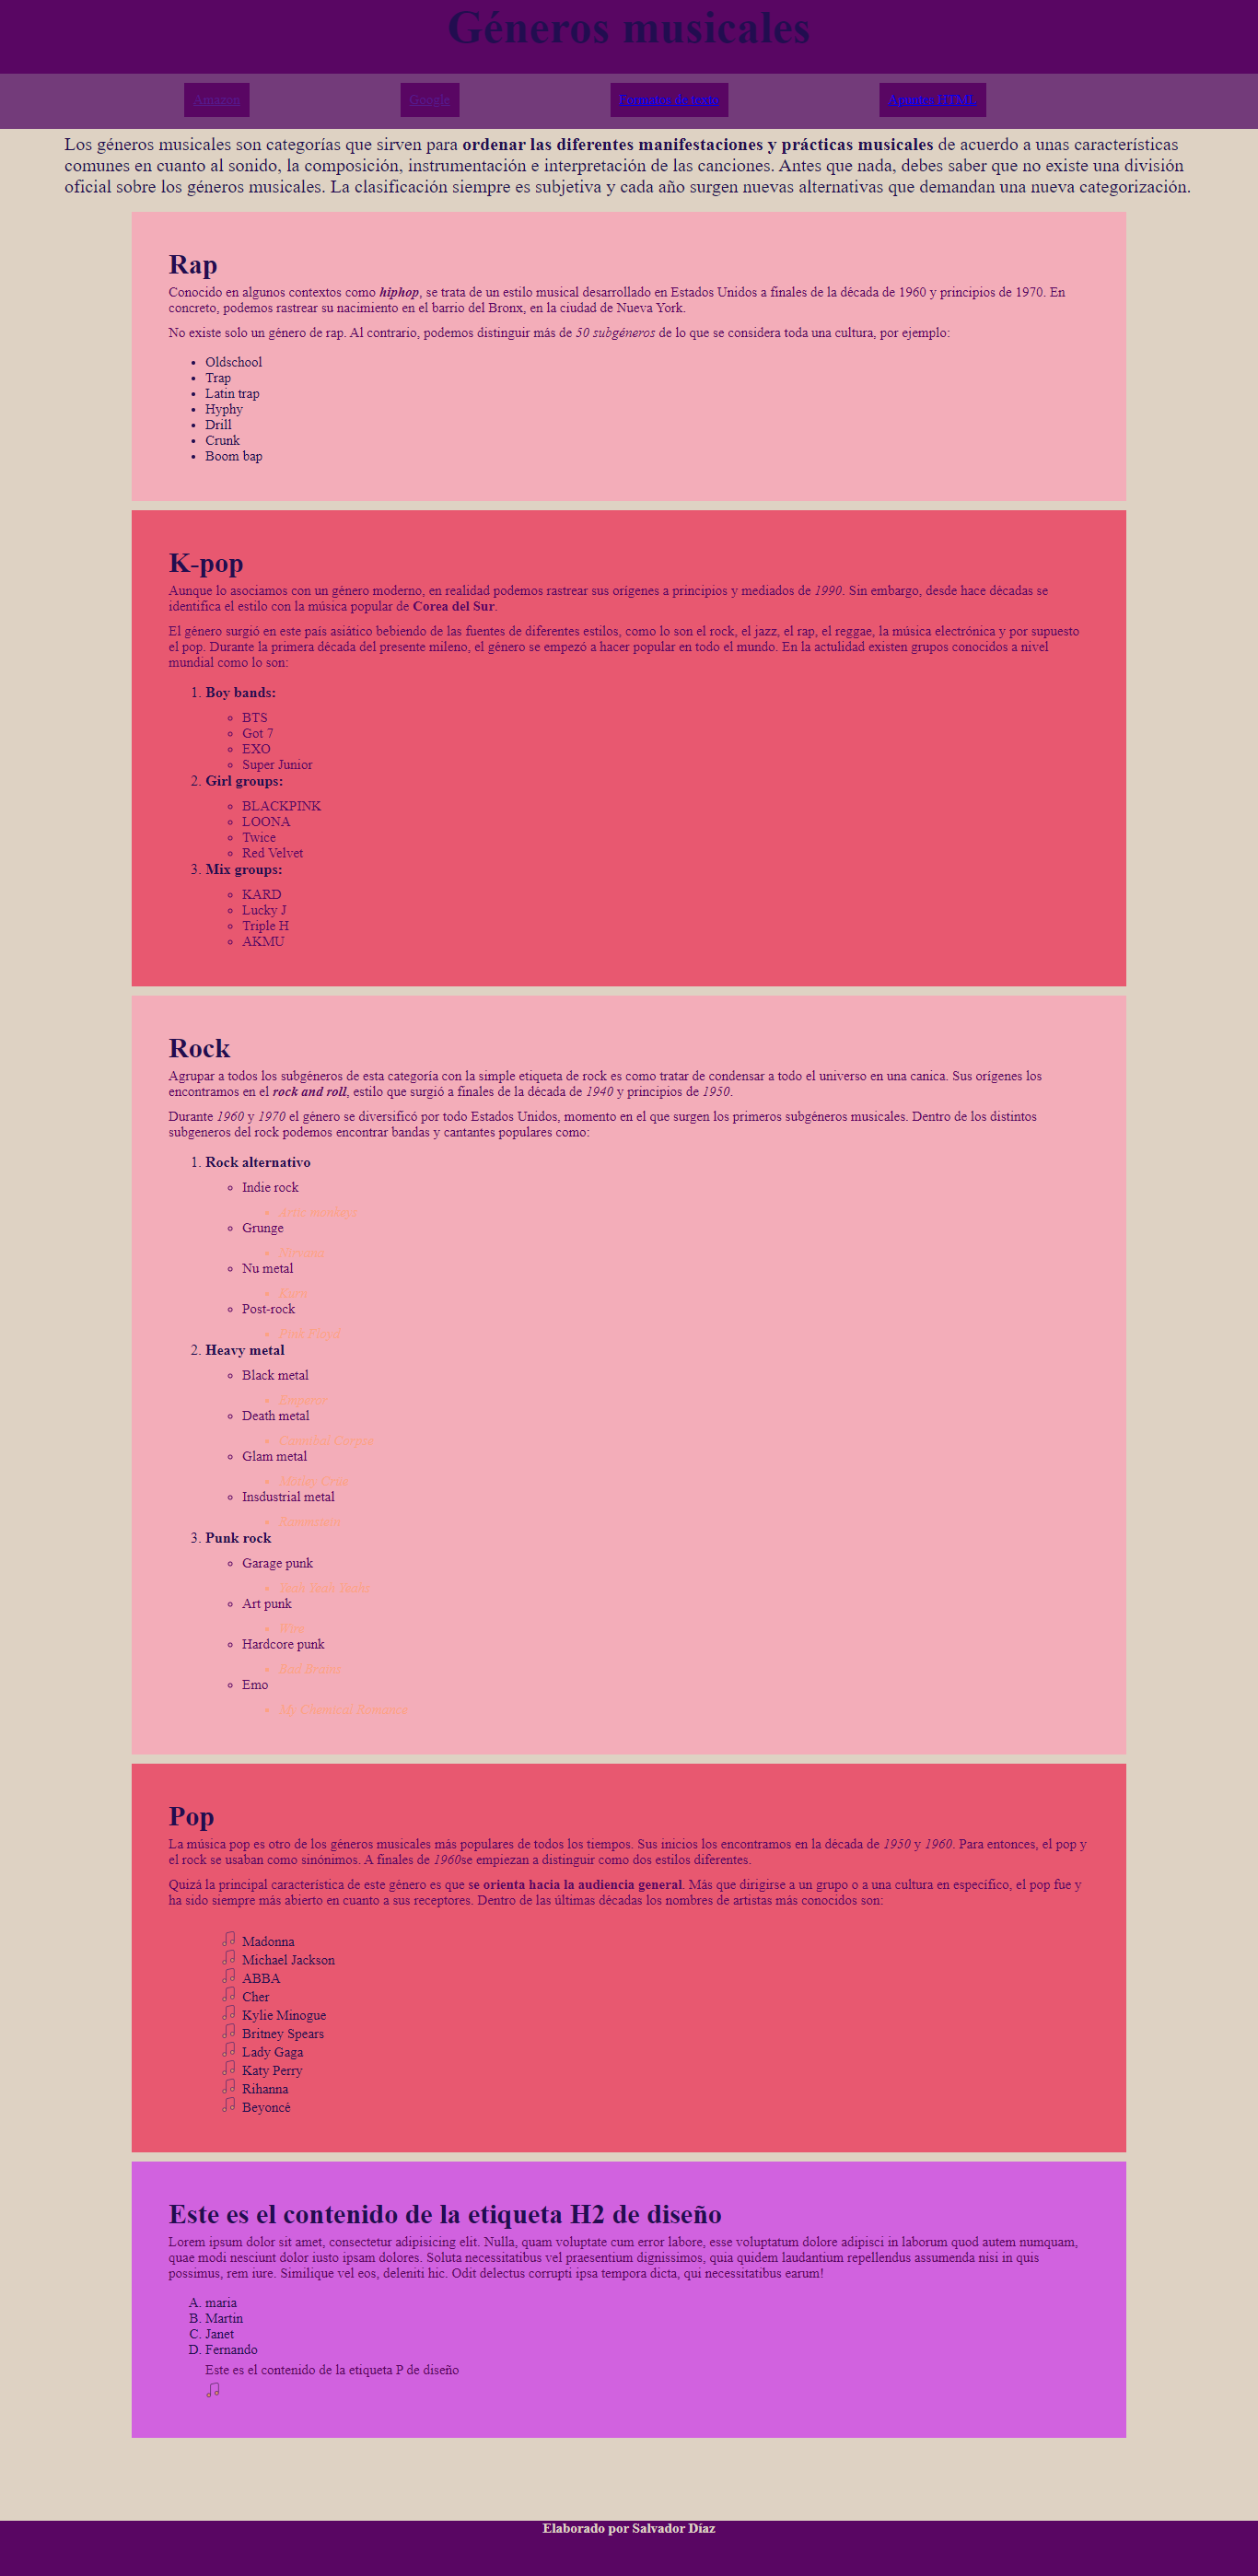 Géneros musicales
Amazon Google Formatos de texto Apuntes HTML
Los géneros musicales son categorías que sirven para ordenar las diferentes manifestaciones y prácticas musicales de acuerdo a unas características
comunes en cuanto al sonido, la composición, instrumentación e interpretación de las canciones. Antes que nada, debes saber que no existe una división
oficial sobre los géneros musicales. La clasificación siempre es subjetiva y cada año surgen nuevas alternativas que demandan una nueva categorización.
Rap
Conocido en algunos contextos como hiphop, se trata de un estilo musical desarrollado en Estados Unidos a finales de la década de 1960 y principios de 1970. En
concreto, podemos rastrear su nacimiento en el barrio del Bronx, en la ciudad de Nueva York.
No existe solo un género de rap. Al contrario, podemos distinguir más de 50 subgéneros de lo que se considera toda una cultura, por ejemplo:
• Oldschool
• Trap
• Latin trap
• Hyphy
• Drill
• Crunk
• Boom bap
K-pop
Aunque lo asociamos con un género moderno, en realidad podemos rastrear sus orígenes a principios y mediados de 1990. Sin embargo, desde hace décadas se
identifica el estilo con la música popular de Corea del Sur.
El género surgió en este país asiático bebiendo de las fuentes de diferentes estilos, como lo son el rock, el jazz, el rap, el reggae, la música electrónica y por supuesto
el pop. Durante la primera década del presente mileno, el género se empezó a hacer popular en todo el mundo. En la actulidad existen grupos conocidos a nivel
mundial como lo son:
1. Boy bands:
◦ BTS
◦ Got 7
◦ EXO
◦ Super Junior
2. Girl groups:
◦ BLACKPINK
◦ LOONA
◦ Twice
◦ Red Velvet
3. Mix groups:
◦ KARD
◦ Lucky J
◦ Triple H
◦ AKMU
Rock
Agrupar a todos los subgéneros de esta categoría con la simple etiqueta de rock es como tratar de condensar a todo el universo en una canica. Sus orígenes los
encontramos en el rock and roll, estilo que surgió a finales de la década de 1940 y principios de 1950.
Durante 1960 y 1970 el género se diversificó por todo Estados Unidos, momento en el que surgen los primeros subgéneros musicales. Dentro de los distintos
subgeneros del rock podemos encontrar bandas y cantantes populares como:
1. Rock alternativo
◦ Indie rock
▪ Artic monkeys
◦ Grunge
▪ Nirvana
◦ Nu metal
▪ Korn
◦ Post-rock
▪ Pink Floyd
2. Heavy metal
◦ Black metal
▪ Emperor
◦ Death metal
▪ Cannibal Corpse
◦ Glam metal
▪ Motley Crue
◦ Insdustrial metal
▪ Rammstein
3. Punk rock
◦ Garage punk
▪ Yeah Yeah Yeahs
◦ Art punk
▪ Wire
◦ Hardcore punk
▪ Bad Brains
◦ Emo
▪ My Chemical Romance
Pop
La música pop es otro de los géneros musicales más populares de todos los tiempos. Sus inicios los encontramos en la década de 1950 y 1960. Para entonces, el pop y
el rock se usaban como sinónimos. A finales de 1960se empiezan a distinguir como dos estilos diferentes.
Quizá la principal característica de este género es que se orienta hacia la audiencia general. Más que dirigirse a un grupo o a una cultura en específico, el pop fue y
ha sido siempre más abierto en cuanto a sus receptores. Dentro de las últimas décadas los nombres de artistas más conocidos son:
Madonna
Michael Jackson
ABBA
Cher
Kylie Minogue
Britney Spears
Lady Gaga
Katy Perry
Rihanna
Beyoncé
Este es el contenido de la etiqueta H2 de diseño
Lorem ipsum dolor sit amet, consectetur adipisicing elit. Nulla, quam voluptate cum error labore, esse voluptatum dolore adipisci in laborum quod autem numquam,
quae modi nesciunt dolor iusto ipsam dolores. Soluta necessitatibus vel praesentium dignissimos, quia quidem laudantium repellendus assumenda nisi in quis
possimus, rem iure. Similique vel eos, deleniti hic. Odit delectus corrupti ipsa tempora dicta, qui necessitatibus earum!
A. maria
B. Martin
C. Janet
D. Fernando
Este es el contenido de la etiqueta P de diseño
Elaborado por Salvador Díaz